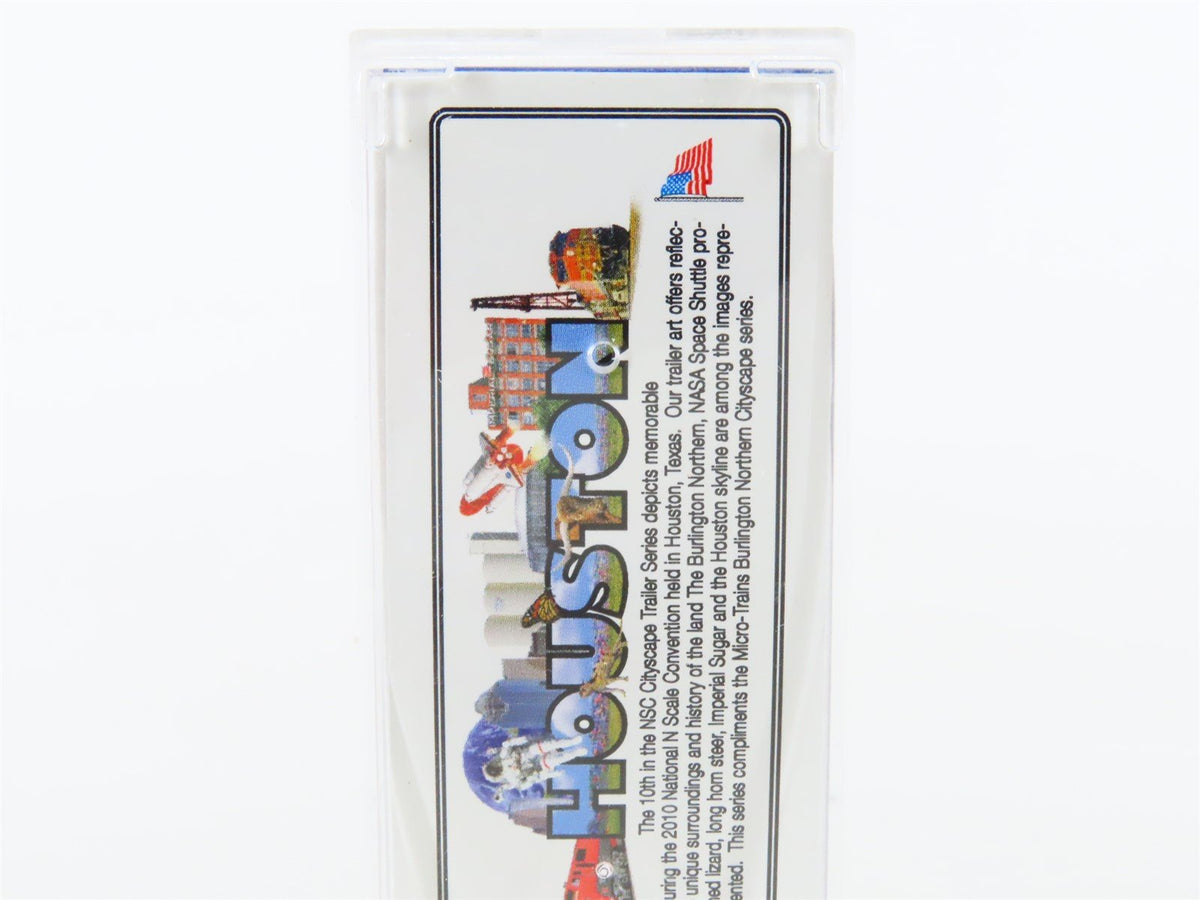 IMPERIAL
HOUSTON
The 10th in the NSC Cityscape Trailer Series depicts memorable
uring the 2010 National N Scale Convention held in Houston, Texas. Our trailer art offers reflec-
unique surroundings and history of the land The Burlington Northern, NASA Space Shuttle pro-
ned lizard, long horn steer, Imperial Sugar and the Houston skyline are among the images repre-
ented. This series compliments the Micro-Trains Burlington Northern Cityscape series.